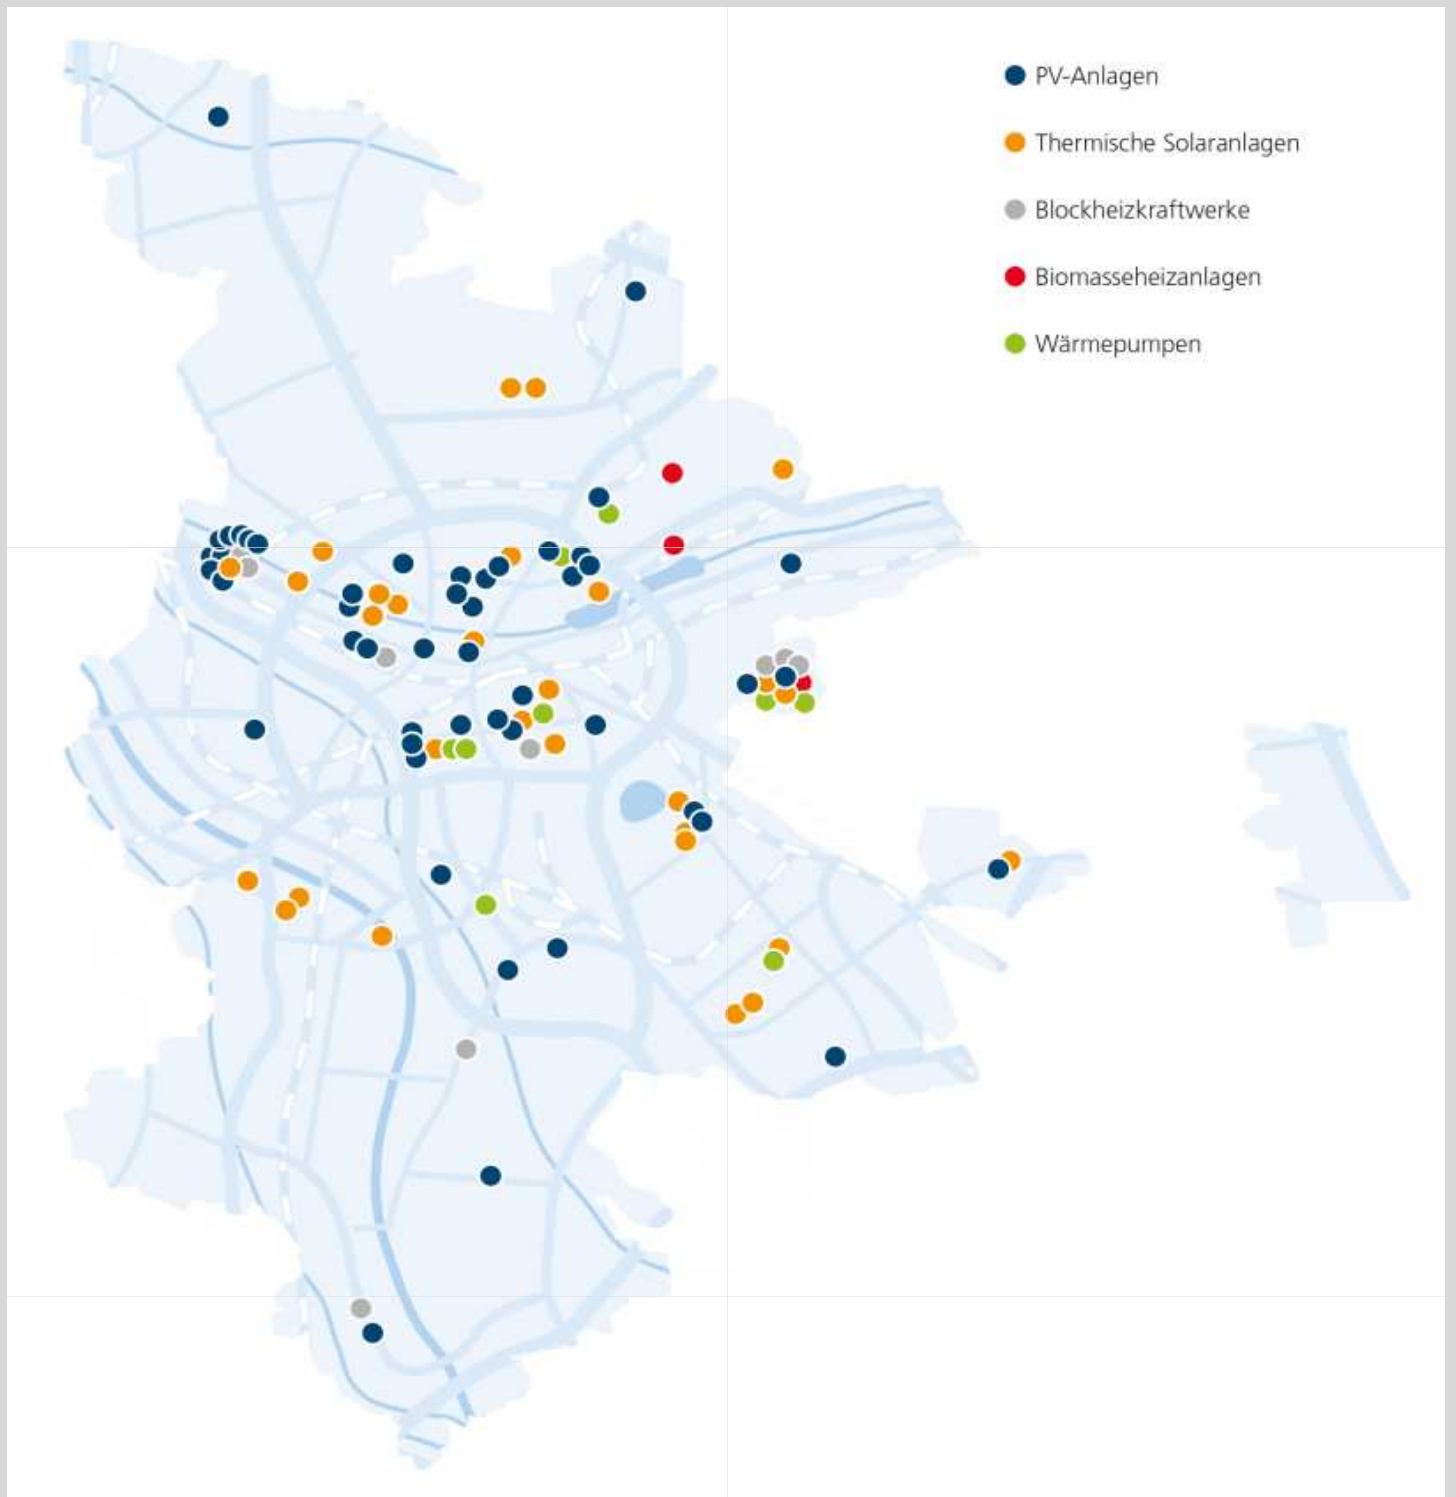 PV-Anlagen
Thermische Solaranlagen
Blockheizkraftwerke
Biomasseheizanlagen
Wärmepumpen